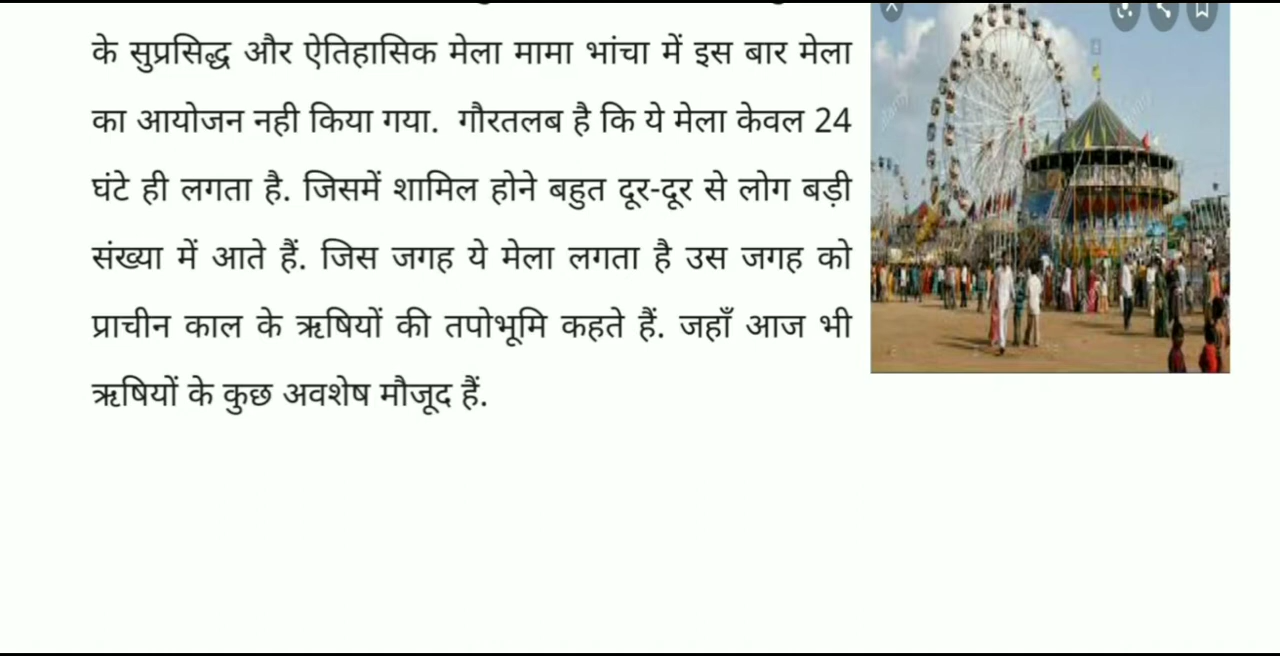 के सुप्रसिद्ध और ऐतिहासिक मेला मामा भांचा में इस बार मेला
का आयोजन नही किया गया. गौरतलब है कि ये मेला केवल 24
घंटे ही लगता है. जिसमें शामिल होने बहुत दूर-दूर से लोग बड़ी
संख्या में आते हैं. जिस जगह ये मेला लगता है उस जगह को
प्राचीन काल के ऋषियों की तपोभूमि कहते हैं. जहाँ आज भी
ऋषियों के कुछ अवशेष मौजूद हैं.